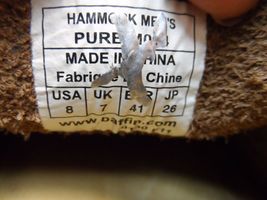 HAMMOCK MEN'S
PURE
MADE IN CHINA
Fabriqué En Chine
USA UK EUR JP
8 7 41 26
www.baffin.com